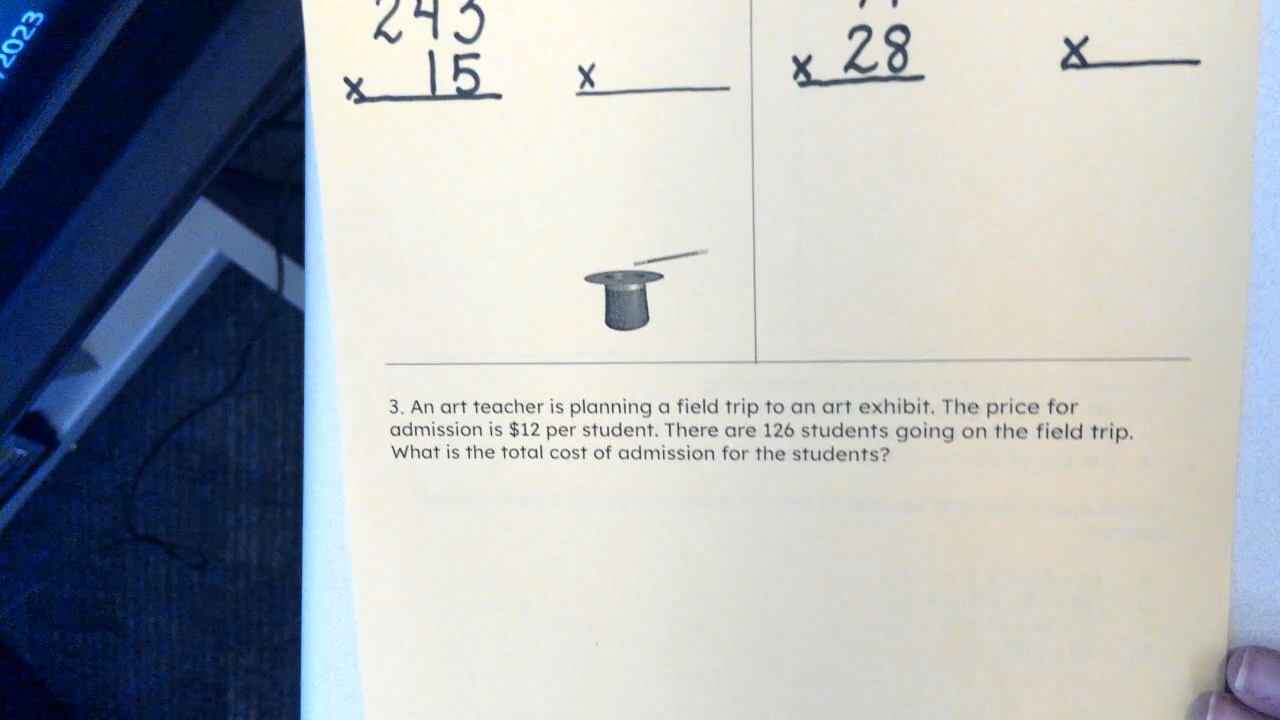 /2023
243
x 15
x
x 28
x
3. An art teacher is planning a field trip to an art exhibit. The price for
admission is $12 per student. There are 126 students going on the field trip.
What is the total cost of admission for the students?